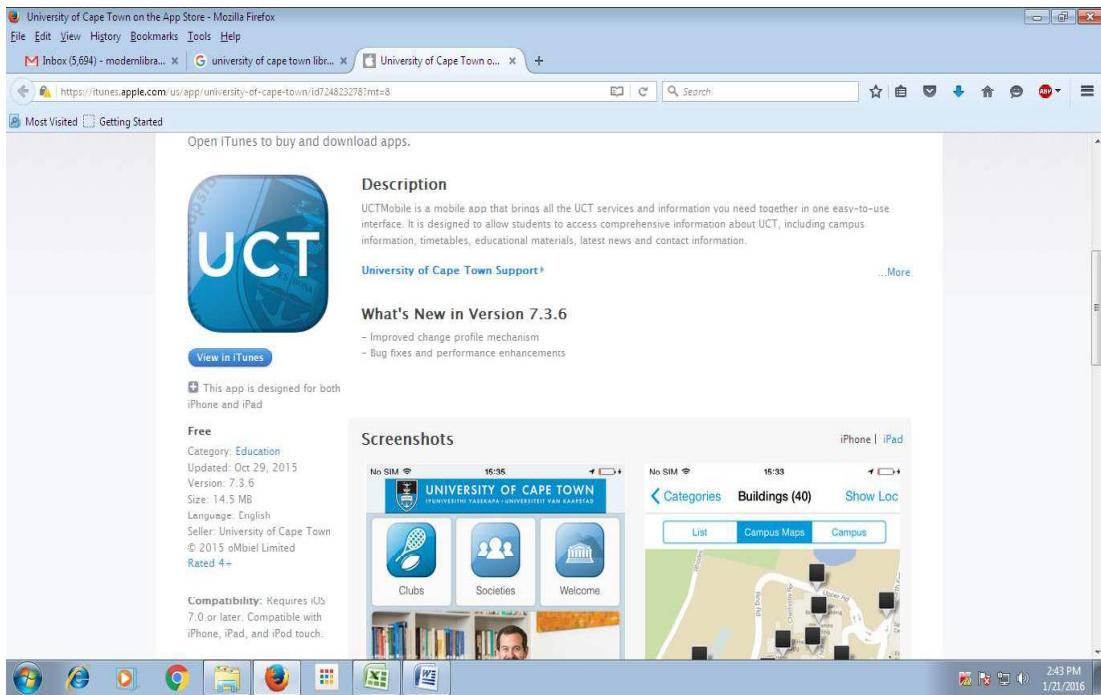 University of Cape Town on the App Store - Mozilla Firefox
File Edit View History Bookmarks Tools Help
Inbox (5,694) - modernlibra...
university of cape town libr...
University of Cape Town o...
https://itunes.apple.com/us/app/university-of-cape-town/id724823278?mt=8
Search
ABP
Most Visited Getting Started
Open iTunes to buy and download apps.
UCT
View in iTunes
This app is designed for both
iPhone and iPad
Free
Category: Education
Updated: Oct 29, 2015
Version: 7.3.6
Size: 14.5 MB
Language: English
Seller: University of Cape Town
© 2015 oMbiel Limited
Rated 4+
Compatibility: Requires iOS
7.0 or later. Compatible with
iPhone, iPad, and iPod touch.
Description
UCTMobile is a mobile app that brings all the UCT services and information you need together in one easy-to-use
interface. It is designed to allow students to access comprehensive information about UCT, including campus
information, timetables, educational materials, latest news and contact information.
University of Cape Town Support
...More
What's New in Version 7.3.6
- Improved change profile mechanism
- Bug fixes and performance enhancements
Screenshots
iPhone | iPad
No SIM 15:35
UNIVERSITY OF CAPE TOWN
IYUNIVESITHI YASEKAPA • UNIVERSITEIT VAN KAAPSTAD
Clubs Societies Welcome
No SIM 15:33
Categories Buildings (40) Show Loc
List Campus Maps Campus
Upper Rd
2:43 PM
1/21/2016